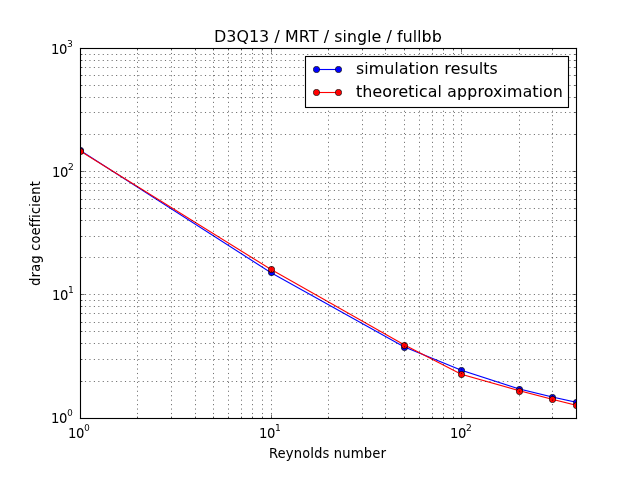 D3Q13 / MRT / single / fullbb
simulation results
theoretical approximation
drag coefficient
10³
10²
10¹
10⁰
10⁰ 10¹ 10²
Reynolds number